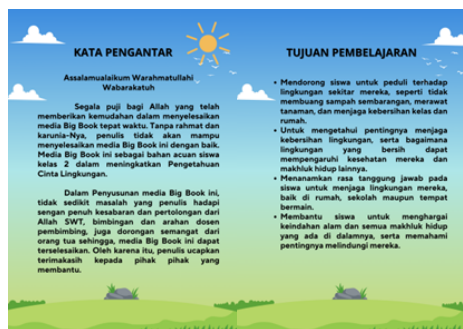 KATA PENGANTAR
Assalamualaikum Warahmatullahi
Wabarakatuh
Segala puji bagi Allah yang telah
memberikan kemudahan dalam menyelesaikan
media Big Book tepat waktu. Tanpa rahmat dan
karunia-Nya, penulis tidak akan mampu
menyelesaikan media Big Book ini dengan baik.
Media Big Book ini sebagai bahan acuan siswa
kelas 2 dalam meningkatkan Pengetahuan
Cinta Lingkungan.
Dalam Penyusunan media Big Book ini,
tidak sedikit masalah yang penulis hadapi
sengan penuh kesabaran dan pertolongan dari
Allah SWT, bimbingan dan arahan dosen
pembimbing, juga dorongan semangat dari
orang tua sehingga, media Big Book ini dapat
terselesaikan. Oleh karena itu, penulis ucapkan
terimakasih kepada pihak pihak yang
membantu.
TUJUAN PEMBELAJARAN
• Mendorong siswa untuk peduli terhadap
lingkungan sekitar mereka, seperti tidak
membuang sampah sembarangan, merawat
tanaman, dan menjaga kebersihan kelas dan
rumah.
• Untuk mengetahui pentingnya menjaga
kebersihan lingkungan, serta bagaimana
lingkungan yang bersih dapat
mempengaruhi kesehatan mereka dan
makhluk hidup lainnya.
• Menanamkan rasa tanggung jawab pada
siswa untuk menjaga lingkungan mereka,
baik di rumah, sekolah maupun tempat
bermain.
• Membantu siswa untuk menghargai
keindahan alam dan semua makhluk hidup
yang ada di dalamnya, serta memahami
pentingnya melindungi mereka.